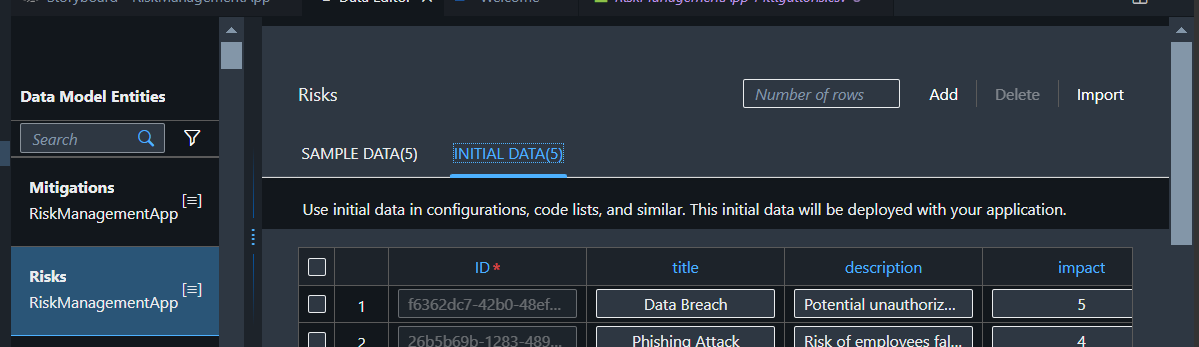 Storyboard - RiskManagementApp
Data Editor
Welcome
Data Model Entities
Search
Mitigations
RiskManagementApp
Risks
RiskManagementApp
Risks
Number of rows
Add
Delete
Import
SAMPLE DATA(5)
INITIAL DATA(5)
Use initial data in configurations, code lists, and similar. This initial data will be deployed with your application.
ID* title description impact
1 f6362dc7-42b0-48ef... Data Breach Potential unauthoriz... 5
2 26b5b69b-1283-489... Phishing Attack Risk of employees fal... 4